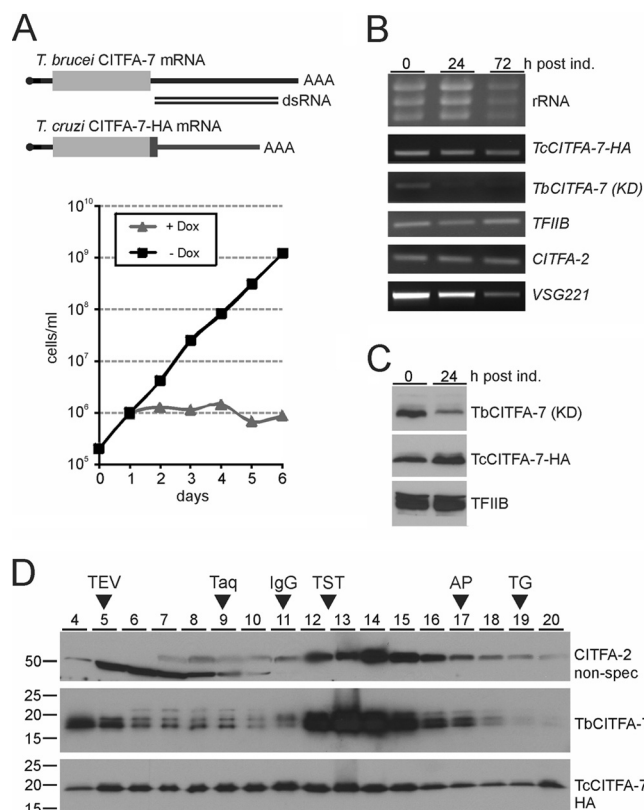 A
T. brucei CITFA-7 mRNA
AAA
dsRNA
T. cruzi CITFA-7-HA mRNA
AAA
10^10
10^9
10^8
10^7
10^6
10^5
cells/ml
+ Dox
- Dox
0 1 2 3 4 5 6
days
B
0 24 72 h post ind.
rRNA
TcCITFA-7-HA
TbCITFA-7 (KD)
TFIIB
CITFA-2
VSG221
C
0 24 h post ind.
TbCITFA-7 (KD)
TcCITFA-7-HA
TFIIB
D
TEV Taq IgG TST AP TG
4 5 6 7 8 9 10 11 12 13 14 15 16 17 18 19 20
50
CITFA-2
non-spec
25
20
15
TbCITFA-7
25
20
15
TcCITFA-7
HA